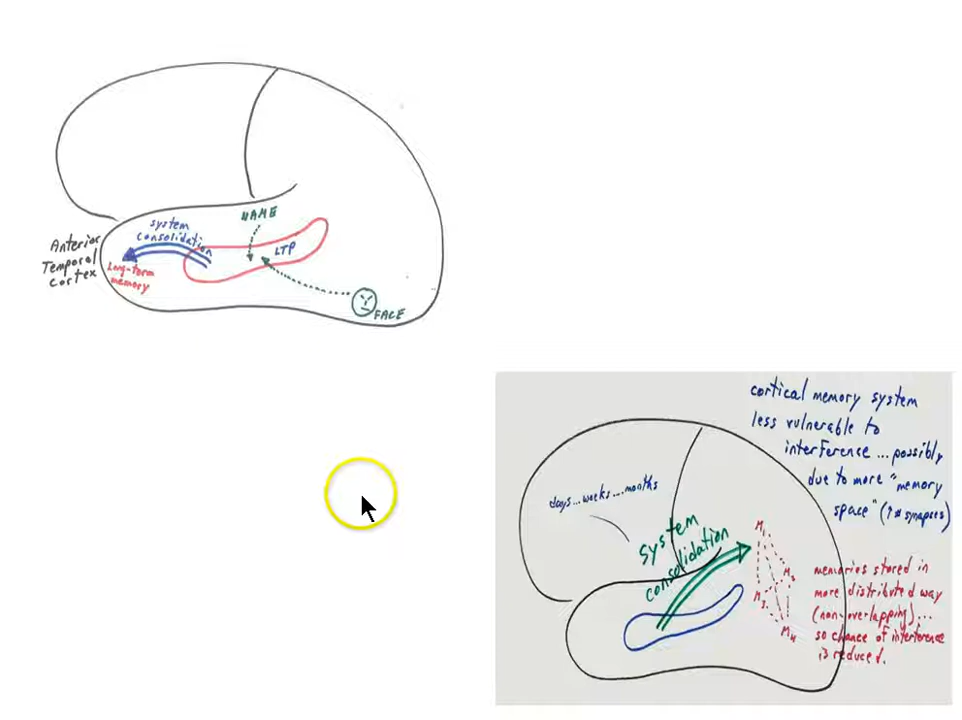 NAME
system
consolidation
LTP
Anterior
Temporal
Cortex
Long-term
memory
FACE
cortical memory system
less vulnerable to
interference...possibly
due to more "memory
space" (↑# synapses)
days...weeks...months
system
consolidation
M1
M2
M3
M4
memories stored in
more distributed way
(non-overlapping)...
so chance of interference
is reduced.